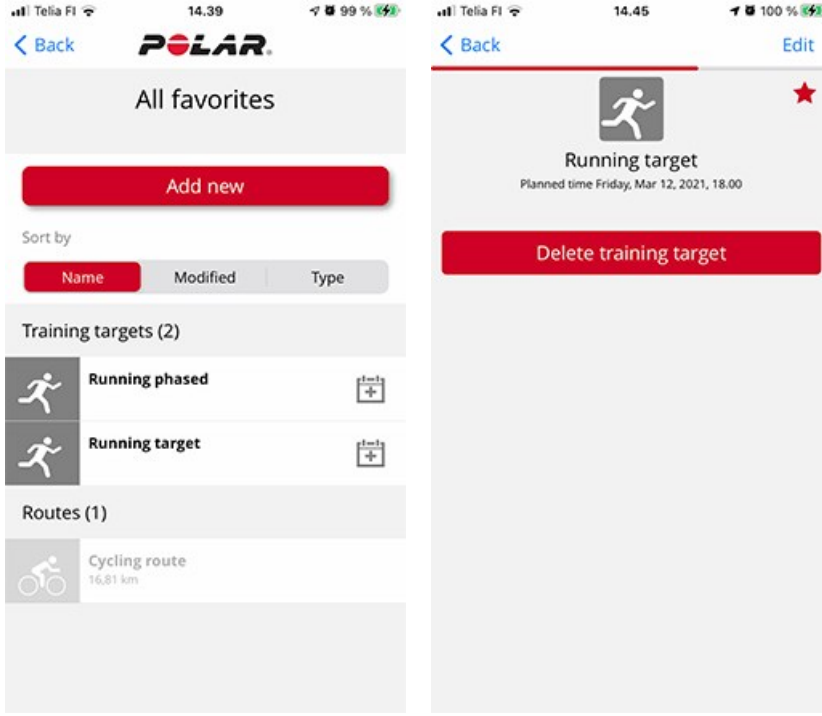 Telia FI 14.39 99 %
Back POLAR.
All favorites
Add new
Sort by
Name Modified Type
Training targets (2)
Running phased
Running target
Routes (1)
Cycling route
16,81 km
Telia FI 14.45 100 %
Back Edit
Running target
Planned time Friday, Mar 12, 2021, 18.00
Delete training target